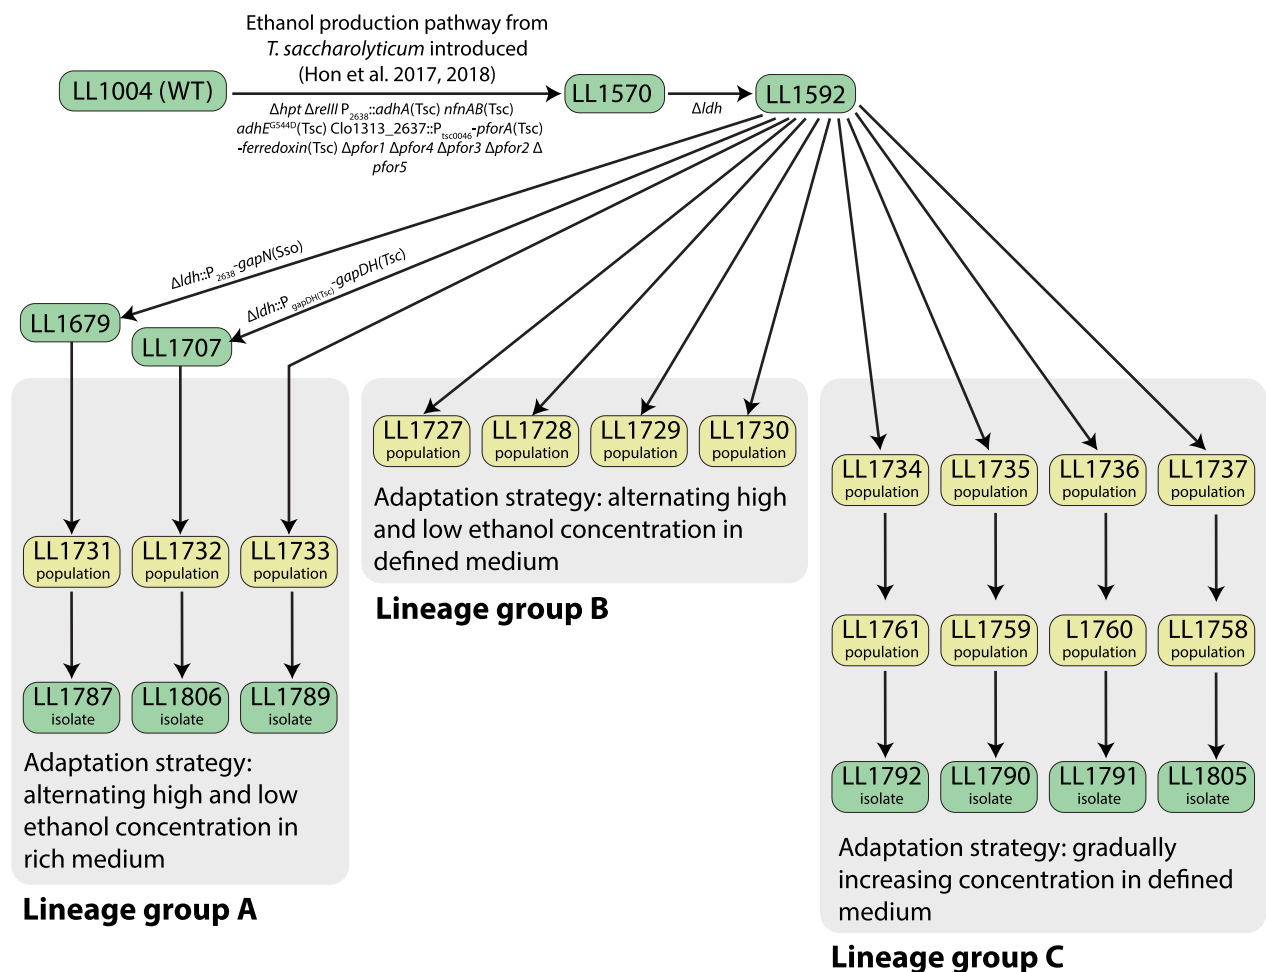 Ethanol production pathway from
T. saccharolyticum introduced
(Hon et al. 2017, 2018)
LL1004 (WT)
LL1570
LL1592
Δldh
Δhpt ΔreIII P2638::adhA(Tsc) nfnAB(Tsc)
adhEG544D(Tsc) Clo1313_2637::Ptsc0046-pforA(Tsc)
-ferredoxin(Tsc) Δpfor1 Δpfor4 Δpfor3 Δpfor2 Δ
pfor5
Δldh::P2638-gapN(Sso)
Δldh::PgapDH(Tsc)-gapDH(Tsc)
LL1679
LL1707
LL1731
population
LL1732
population
LL1733
population
LL1787
isolate
LL1806
isolate
LL1789
isolate
Adaptation strategy:
alternating high and low
ethanol concentration in
rich medium
Lineage group A
LL1727
population
LL1728
population
LL1729
population
LL1730
population
Adaptation strategy: alternating high
and low ethanol concentration in
defined medium
Lineage group B
LL1734
population
LL1735
population
LL1736
population
LL1737
population
LL1761
population
LL1759
population
L1760
population
LL1758
population
LL1792
isolate
LL1790
isolate
LL1791
isolate
LL1805
isolate
Adaptation strategy: gradually
increasing concentration in defined
medium
Lineage group C